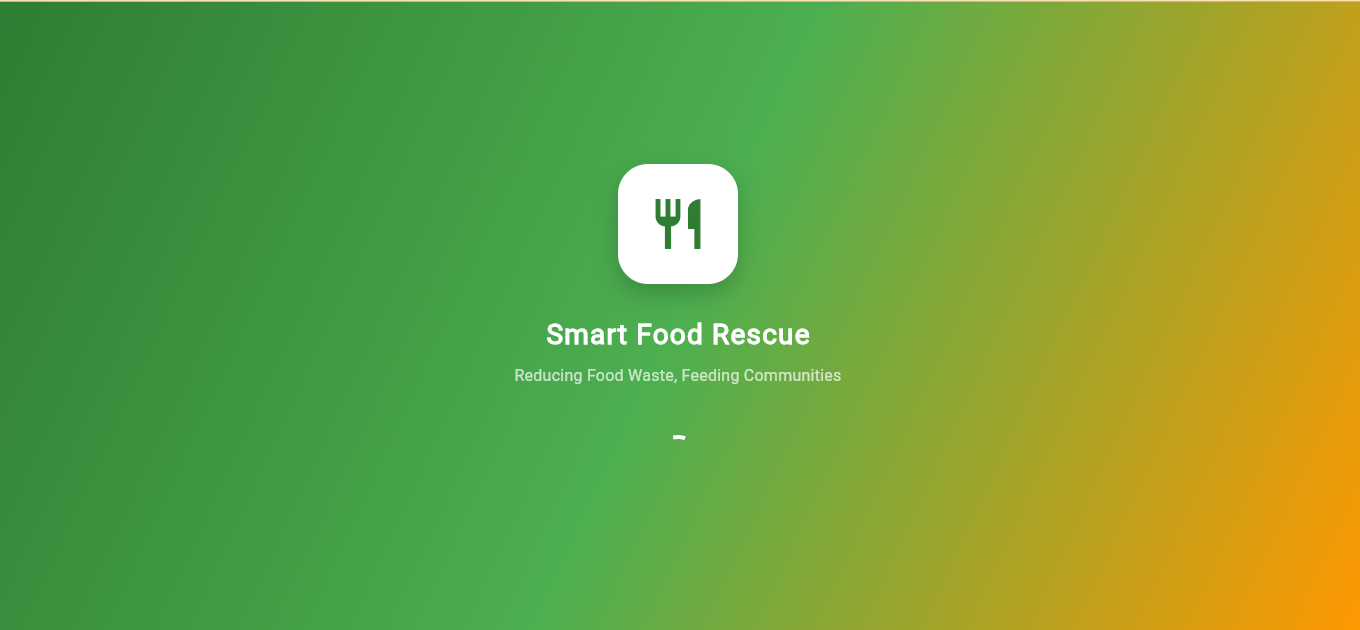 Smart Food Rescue
Reducing Food Waste, Feeding Communities